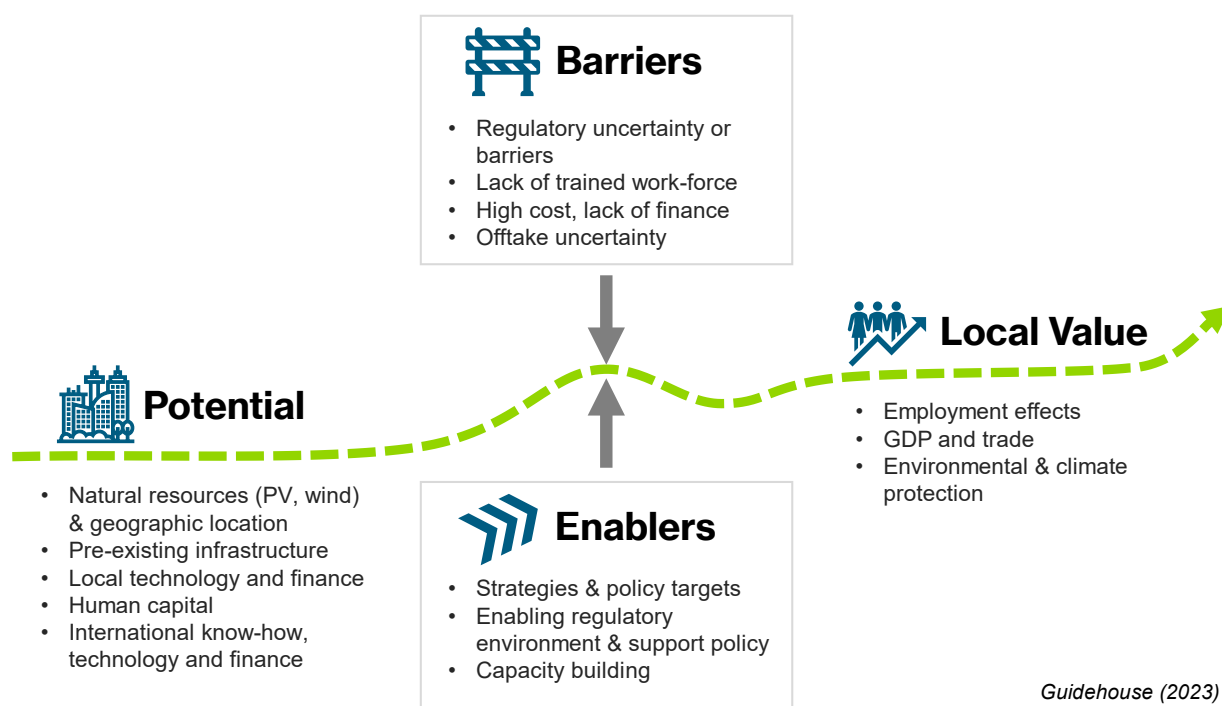 Barriers
• Regulatory uncertainty or
barriers
• Lack of trained work-force
• High cost, lack of finance
• Offtake uncertainty
Local Value
• Employment effects
• GDP and trade
• Environmental & climate
protection
Potential
• Natural resources (PV, wind)
& geographic location
• Pre-existing infrastructure
• Local technology and finance
• Human capital
• International know-how,
technology and finance
Enablers
• Strategies & policy targets
• Enabling regulatory
environment & support policy
• Capacity building
Guidehouse (2023)